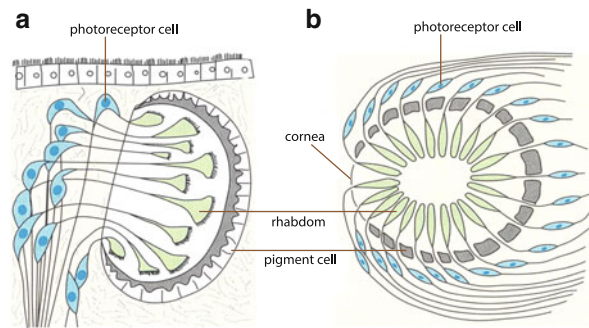 a
photoreceptor cell
b
photoreceptor cell
cornea
rhabdom
pigment cell